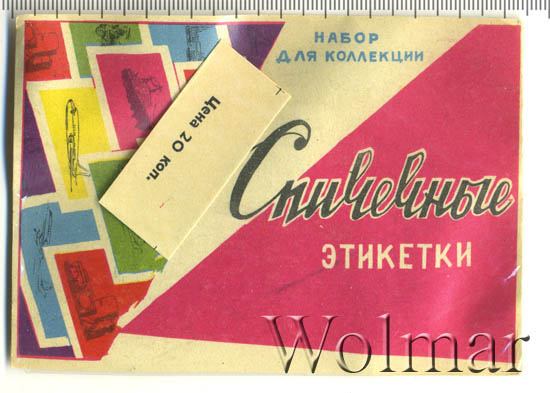 НАБОР
ДЛЯ КОЛЛЕКЦИИ
Цена 20 коп.
Спичечные
ЭТИКЕТКИ
Wolmar